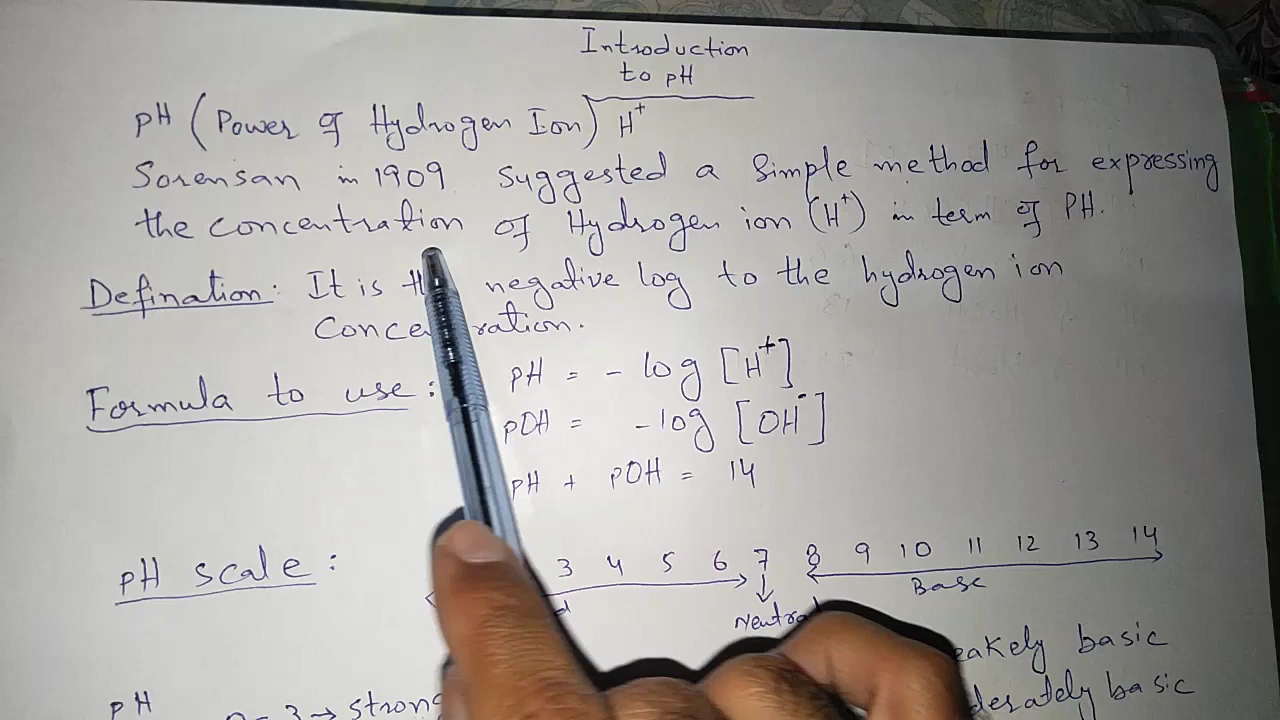 Introduction
to pH
pH (Power of Hydrogen Ion) H⁺
Sorensan in 1909 suggested a simple method for expressing
the concentration of Hydrogen ion (H⁺) in term of PH.
Defination: It is negative log to the hydrogen ion
concentration.
Formula to use: pH = - log [H⁺]
pOH = -log [OH⁻]
pH + pOH = 14
pH scale: 3 4 5 6 7 8 9 10 11 12 13 14
Base
Neutral
basic
pH
3 → basic